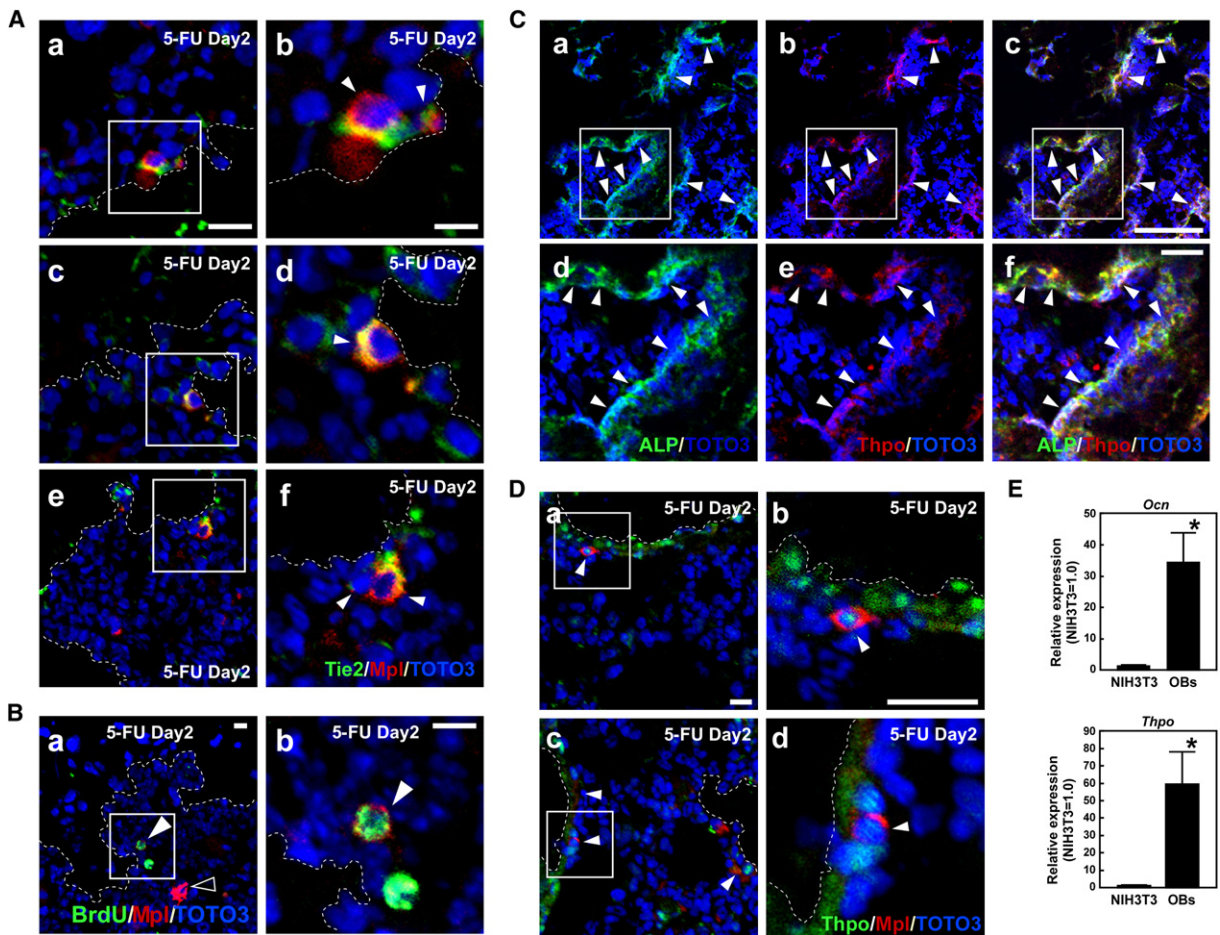 A
a
5-FU Day2
b
5-FU Day2
c
5-FU Day2
d
5-FU Day2
e
5-FU Day2
f
5-FU Day2
Tie2/Mpl/TOTO3
B
a
5-FU Day2
BrdU/Mpl/TOTO3
b
5-FU Day2
C
a
b
c
d
ALP/TOTO3
e
Thpo/TOTO3
f
ALP/Thpo/TOTO3
D
a
5-FU Day2
b
5-FU Day2
c
5-FU Day2
d
5-FU Day2
Thpo/Mpl/TOTO3
E
Ocn
Relative expression
(NIH3T3=1.0)
50
40
30
20
10
0
*
NIH3T3
OBs
Thpo
Relative expression
(NIH3T3=1.0)
90
80
70
60
50
40
30
20
10
0
*
NIH3T3
OBs